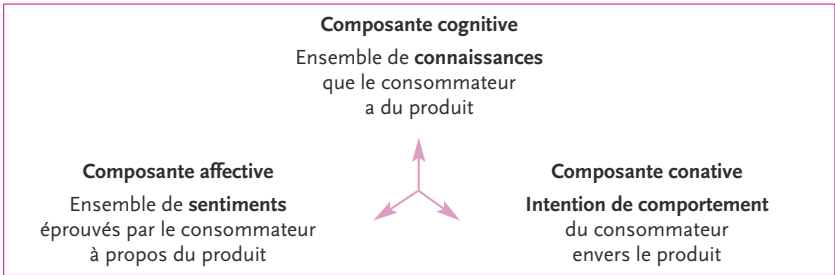 Composante cognitive
Ensemble de connaissances
que le consommateur
a du produit
Composante affective
Ensemble de sentiments
éprouvés par le consommateur
à propos du produit
Composante conative
Intention de comportement
du consommateur
envers le produit